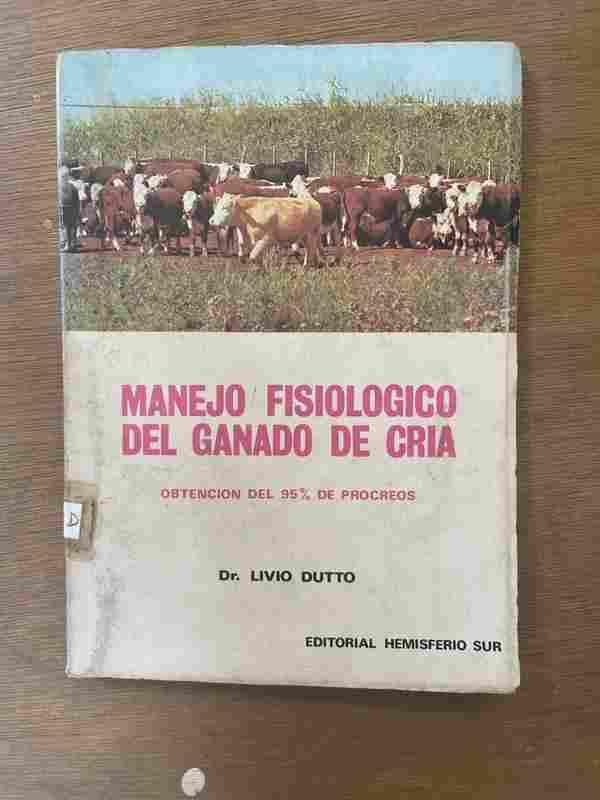 MANEJO FISIOLOGICO
DEL GANADO DE CRIA
OBTENCION DEL 95% DE PROCREOS
Dr. LIVIO DUTTO
EDITORIAL HEMISFERIO SUR
D